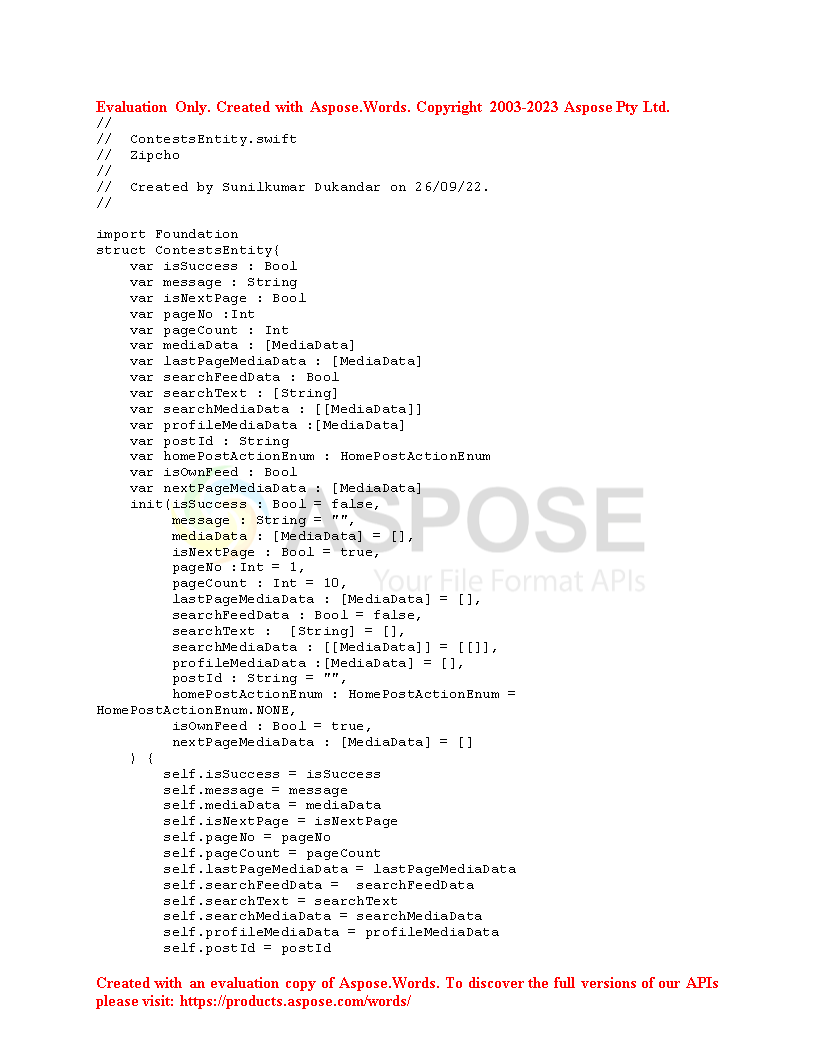 Evaluation Only. Created with Aspose.Words. Copyright 2003-2023 Aspose Pty Ltd.
//
//  ContestsEntity.swift
//  Zipcho
//
//  Created by Sunilkumar Dukandar on 26/09/22.
//
import Foundation
struct ContestsEntity{
    var isSuccess : Bool
    var message : String
    var isNextPage : Bool
    var pageNo :Int
    var pageCount : Int
    var mediaData : [MediaData]
    var lastPageMediaData : [MediaData]
    var searchFeedData : Bool
    var searchText : [String]
    var searchMediaData : [[MediaData]]
    var profileMediaData :[MediaData]
    var postId : String
    var homePostActionEnum : HomePostActionEnum
    var isOwnFeed : Bool
    var nextPageMediaData : [MediaData]
    init(isSuccess : Bool = false,
         message : String = "",
         mediaData : [MediaData] = [],
         isNextPage : Bool = true,
         pageNo :Int = 1,
         pageCount : Int = 10,
         lastPageMediaData : [MediaData] = [],
         searchFeedData : Bool = false,
         searchText :  [String] = [],
         searchMediaData : [[MediaData]] = [[]],
         profileMediaData :[MediaData] = [],
         postId : String = "",
         homePostActionEnum : HomePostActionEnum =
HomePostActionEnum.NONE,
         isOwnFeed : Bool = true,
         nextPageMediaData : [MediaData] = []
    ) {
        self.isSuccess = isSuccess
        self.message = message
        self.mediaData = mediaData
        self.isNextPage = isNextPage
        self.pageNo = pageNo
        self.pageCount = pageCount
        self.lastPageMediaData = lastPageMediaData
        self.searchFeedData =  searchFeedData
        self.searchText = searchText
        self.searchMediaData = searchMediaData
        self.profileMediaData = profileMediaData
        self.postId = postId
ASPOSE
Your File Format APIs
Created with an evaluation copy of Aspose.Words. To discover the full versions of our APIs
please visit: https://products.aspose.com/words/